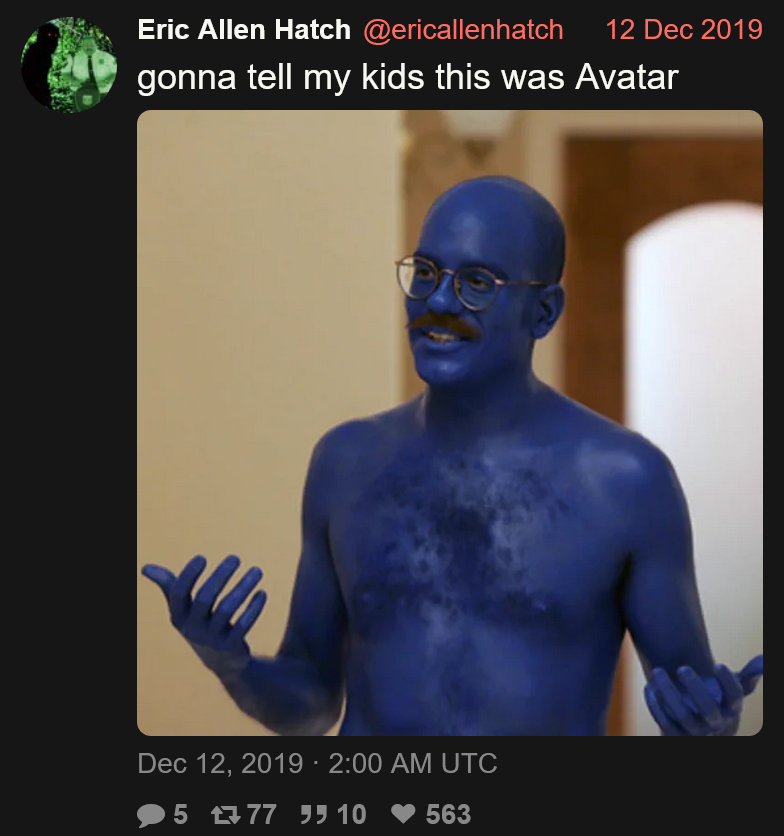 Eric Allen Hatch @ericallenhatch 12 Dec 2019
gonna tell my kids this was Avatar
Dec 12, 2019 · 2:00 AM UTC
5 77 10 563